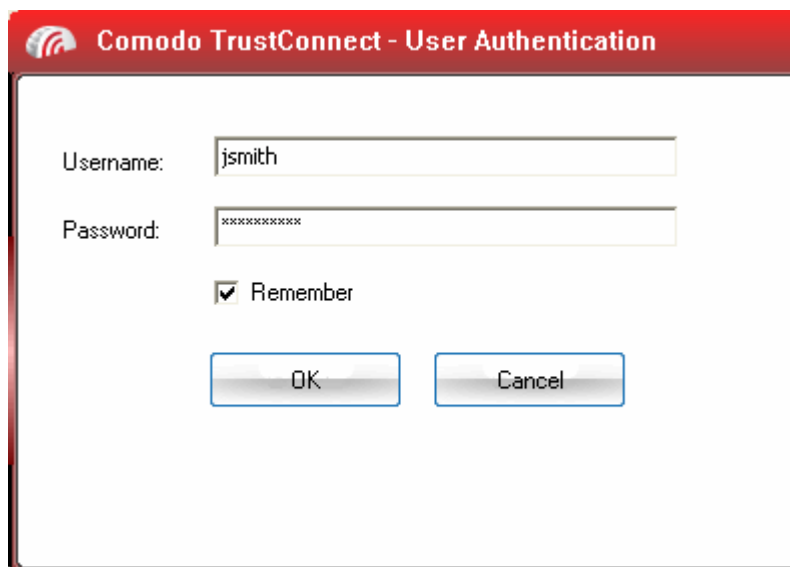 Comodo TrustConnect - User Authentication
Username: jsmith
Password: **********
Remember
OK Cancel